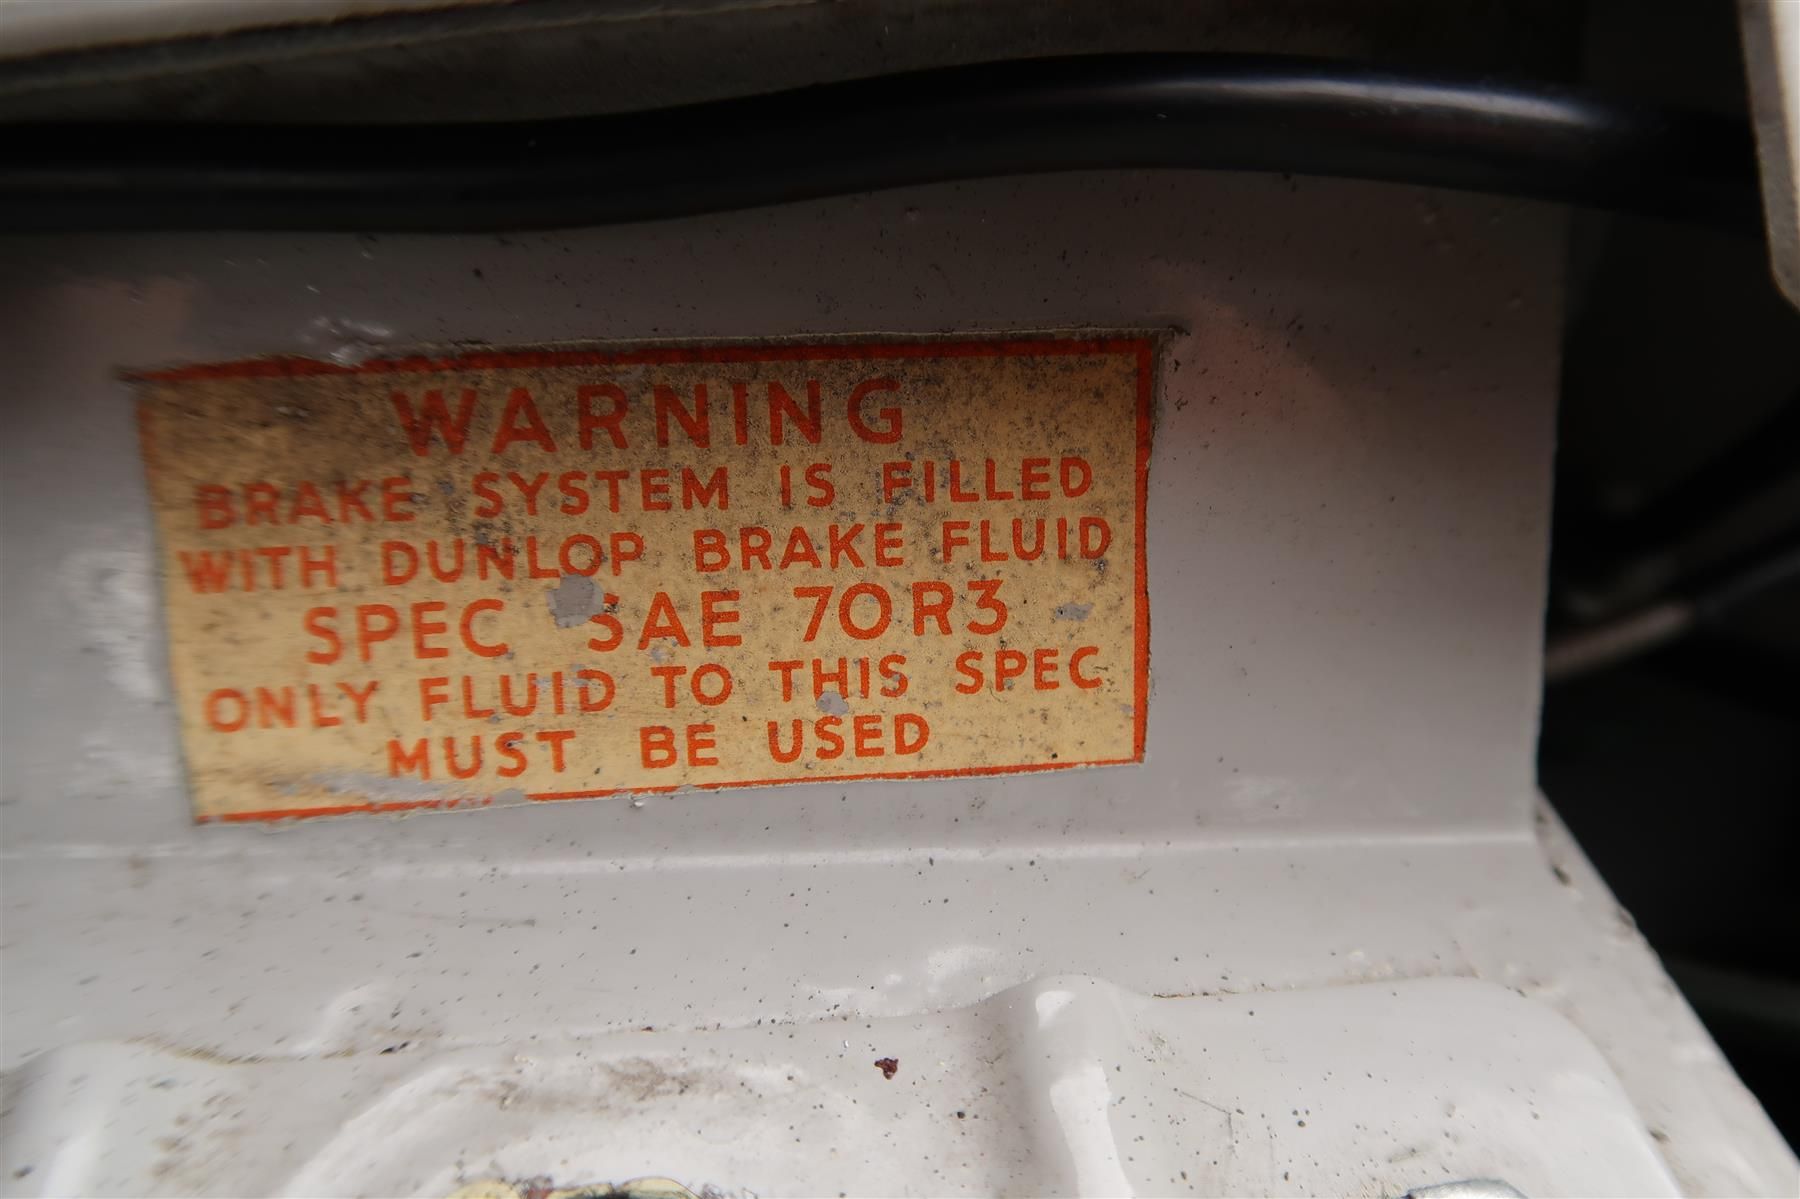 WARNING
BRAKE SYSTEM IS FILLED
WITH DUNLOP BRAKE FLUID
SPEC SAE 70R3
ONLY FLUID TO THIS SPEC
MUST BE USED